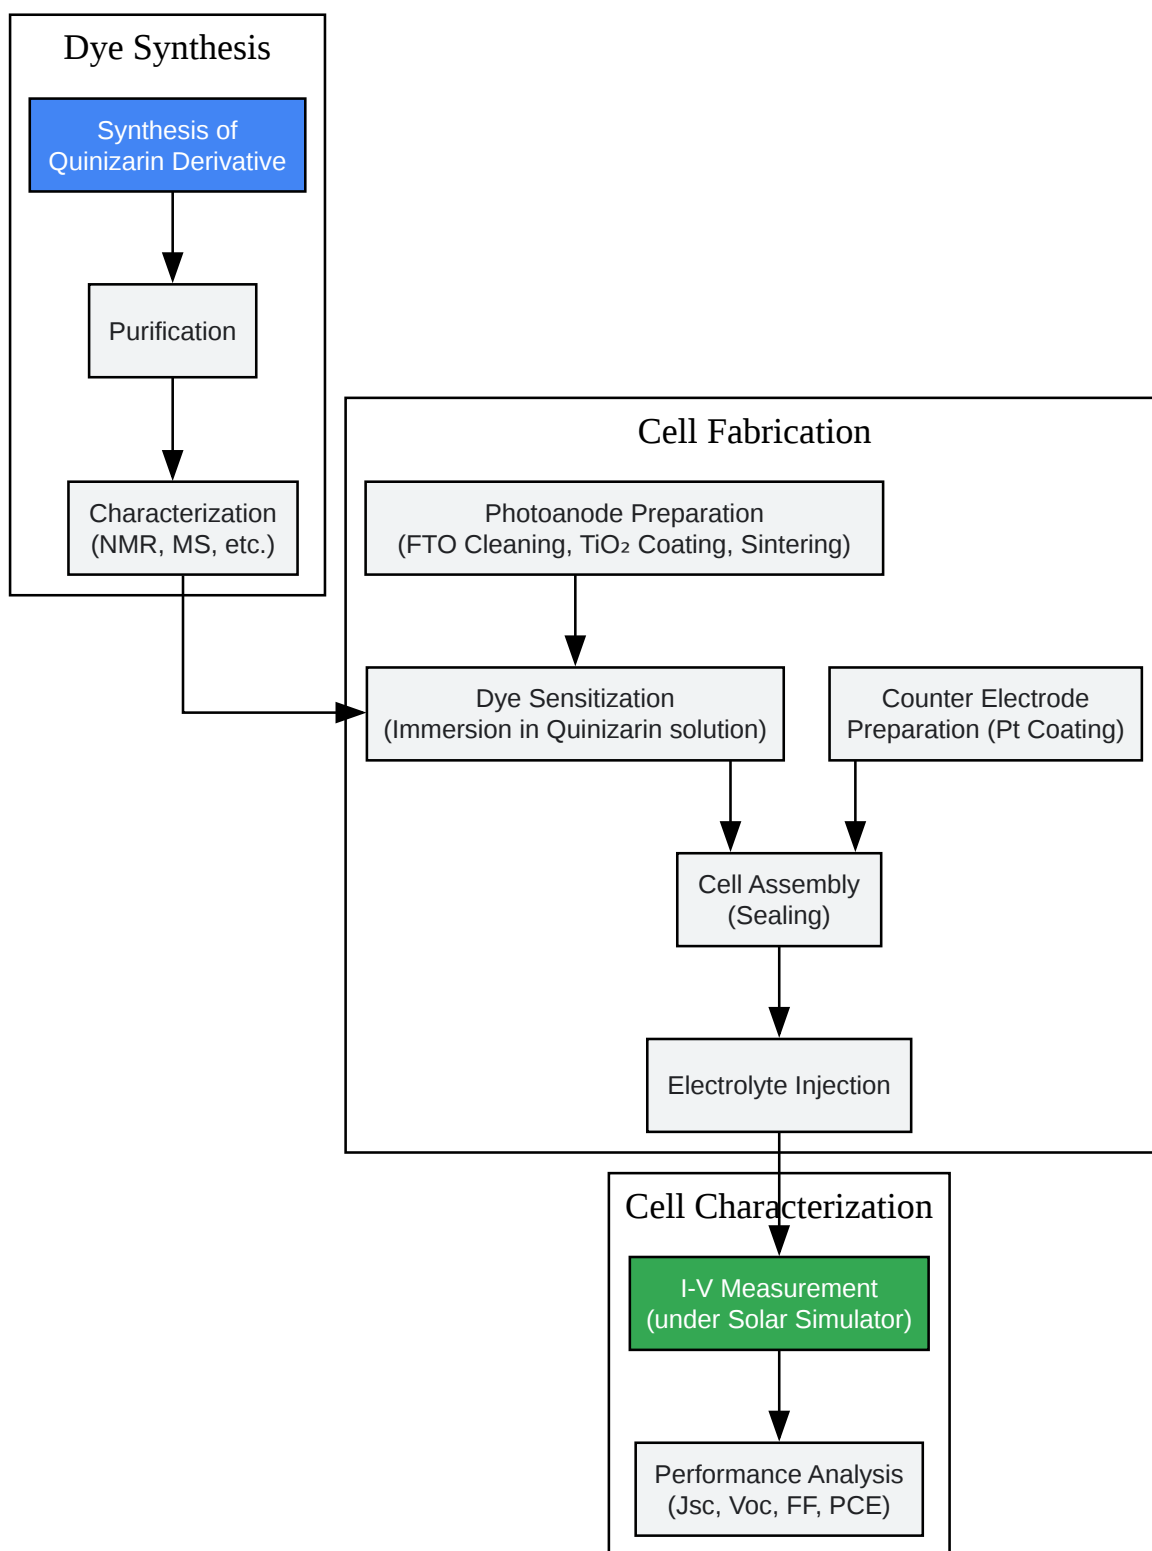 Dye Synthesis
Synthesis of
Quinizarin Derivative
Purification
Characterization
(NMR, MS, etc.)
Cell Fabrication
Photoanode Preparation
(FTO Cleaning, TiO₂ Coating, Sintering)
Dye Sensitization
(Immersion in Quinizarin solution)
Counter Electrode
Preparation (Pt Coating)
Cell Assembly
(Sealing)
Electrolyte Injection
Cell Characterization
I-V Measurement
(under Solar Simulator)
Performance Analysis
(Jsc, Voc, FF, PCE)